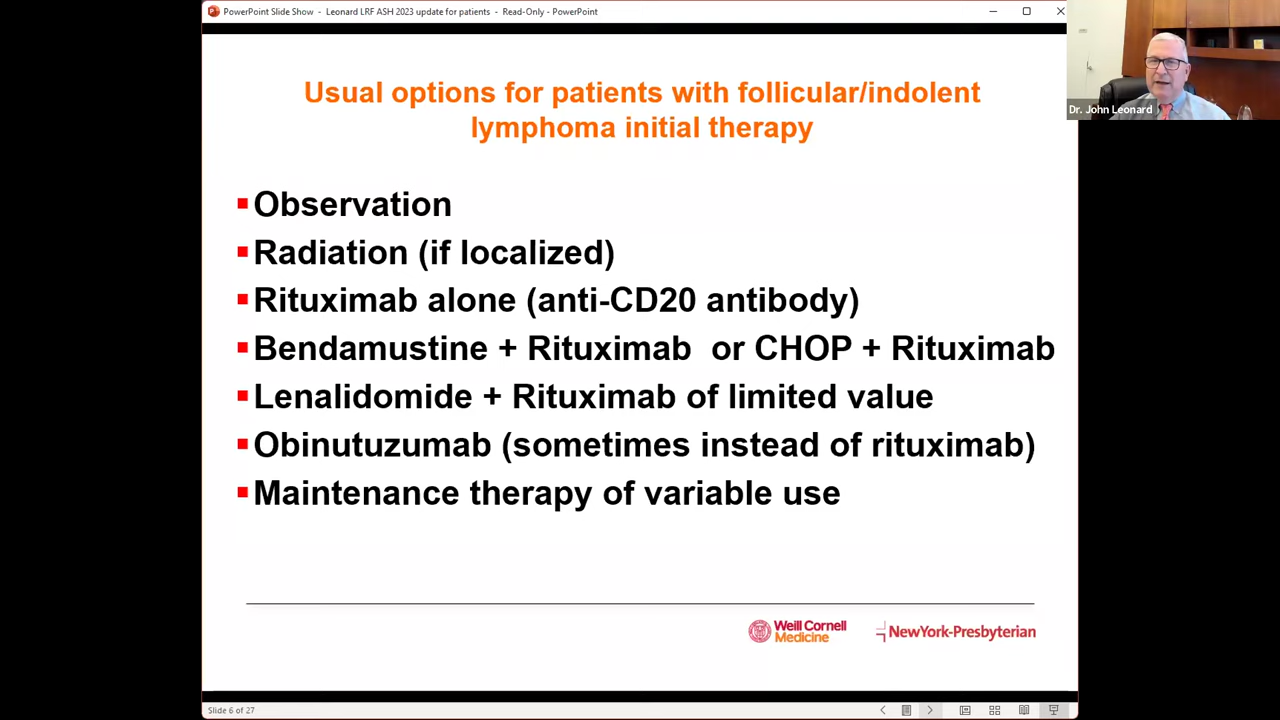 PowerPoint Slide Show - Leonard LRF ASH 2023 update for patients - Read-Only - PowerPoint
Dr. John Leonard
Usual options for patients with follicular/indolent
lymphoma initial therapy
Observation
Radiation (if localized)
Rituximab alone (anti-CD20 antibody)
Bendamustine + Rituximab or CHOP + Rituximab
Lenalidomide + Rituximab of limited value
Obinutuzumab (sometimes instead of rituximab)
Maintenance therapy of variable use
Weill Cornell
Medicine
NewYork-Presbyterian
Slide 6 of 27